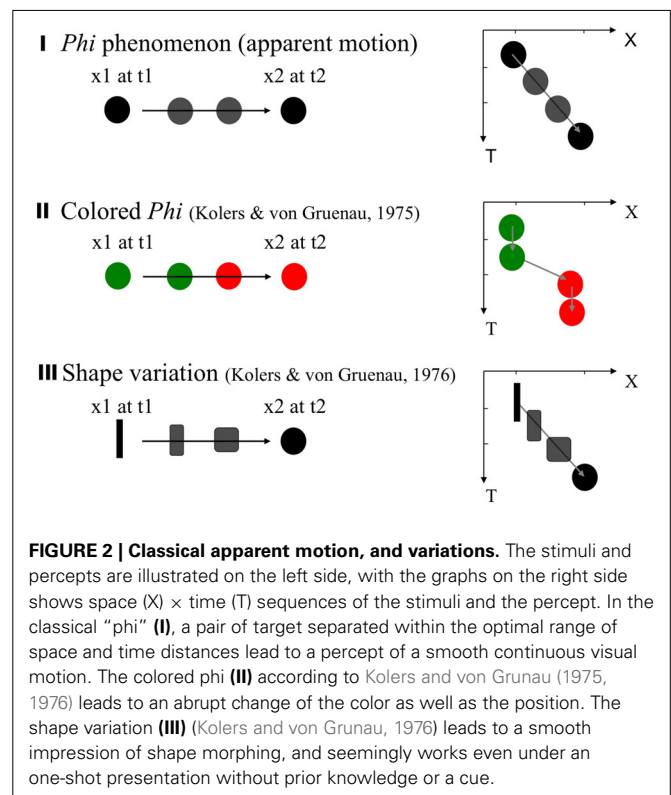 I Phi phenomenon (apparent motion)
x1 at t1 x2 at t2
X
T
II Colored Phi (Kolers & von Gruenau, 1975)
x1 at t1 x2 at t2
X
T
III Shape variation (Kolers & von Gruenau, 1976)
x1 at t1 x2 at t2
X
T
FIGURE 2 | Classical apparent motion, and variations. The stimuli and
percepts are illustrated on the left side, with the graphs on the right side
shows space (X) × time (T) sequences of the stimuli and the percept. In the
classical “phi” (I), a pair of target separated within the optimal range of
space and time distances lead to a percept of a smooth continuous visual
motion. The colored phi (II) according to Kolers and von Grunau (1975,
1976) leads to an abrupt change of the color as well as the position. The
shape variation (III) (Kolers and von Grunau, 1976) leads to a smooth
impression of shape morphing, and seemingly works even under an
one-shot presentation without prior knowledge or a cue.